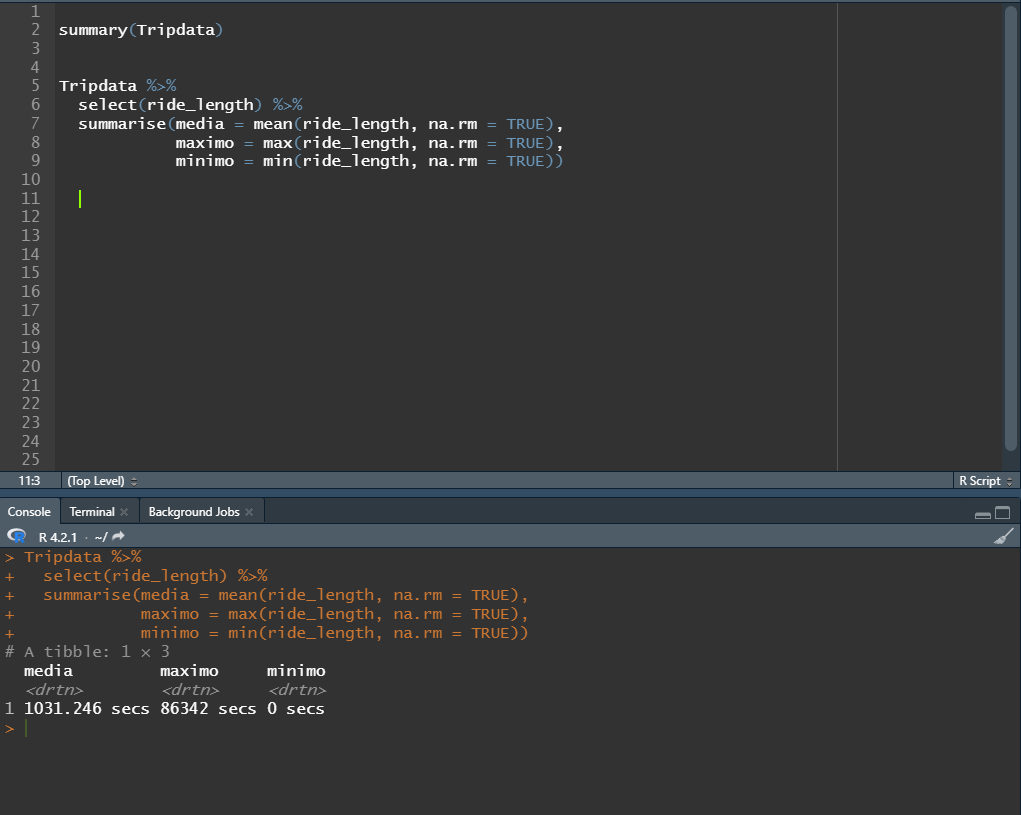 1
2 summary(Tripdata)
3
4
5 Tripdata %>%
6   select(ride_length) %>%
7   summarise(media = mean(ride_length, na.rm = TRUE),
8             maximo = max(ride_length, na.rm = TRUE),
9             minimo = min(ride_length, na.rm = TRUE))
10
11
12
13
14
15
16
17
18
19
20
21
22
23
24
25
11:3 (Top Level) R Script
Console Terminal Background Jobs
R R 4.2.1 · ~/
> Tripdata %>%
+   select(ride_length) %>%
+   summarise(media = mean(ride_length, na.rm = TRUE),
+             maximo = max(ride_length, na.rm = TRUE),
+             minimo = min(ride_length, na.rm = TRUE))
# A tibble: 1 × 3
  media         maximo     minimo
  <drtn>        <drtn>     <drtn>
1 1031.246 secs 86342 secs 0 secs
>